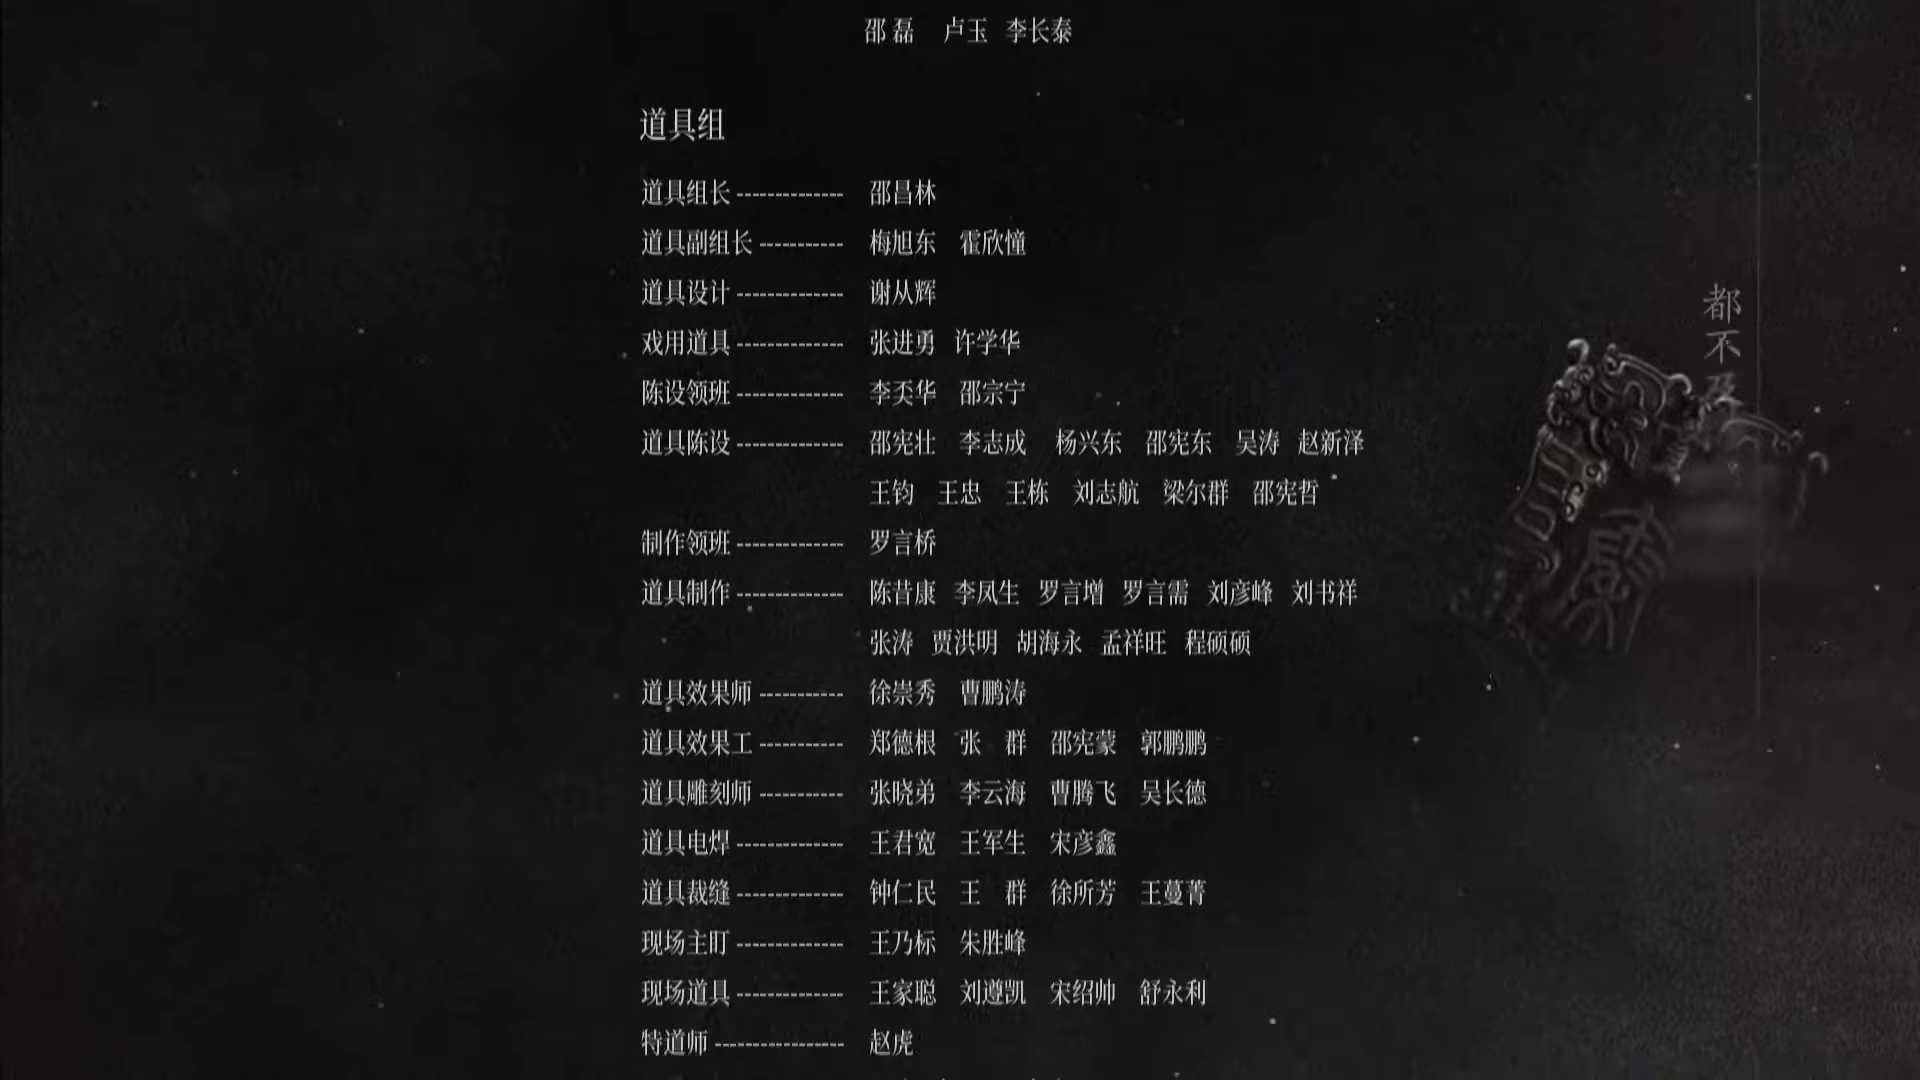 邵磊 卢玉 李长泰
道具组
道具组长 -------------- 邵昌林
道具副组长 ----------- 梅旭东 霍欣憧
道具设计 -------------- 谢从辉
戏用道具 -------------- 张进勇 许学华
陈设领班 -------------- 李天华 邵宗宁
道具陈设 -------------- 邵宪壮 李志成 杨兴东 邵宪东 吴涛 赵新泽
王钧 王忠 王栋 刘志航 梁尔群 邵宪哲
制作领班 -------------- 罗言桥
道具制作 -------------- 陈昔康 李凤生 罗言增 罗言需 刘彦峰 刘书祥
张涛 贾洪明 胡海永 孟祥旺 程硕硕
道具效果师 ----------- 徐崇秀 曹鹏涛
道具效果工 ----------- 郑德根 张 群 邵宪蒙 郭鹏鹏
道具雕刻师 ----------- 张晓弟 李云海 曹腾飞 吴长德
道具电焊 -------------- 王君宽 王军生 宋彦鑫
道具裁缝 -------------- 钟仁民 王 群 徐所芳 王蔓菁
现场主盯 -------------- 王乃标 朱胜峰
现场道具 -------------- 王家聪 刘遵凯 宋绍帅 舒永利
特道师 ----------------- 赵虎
都不